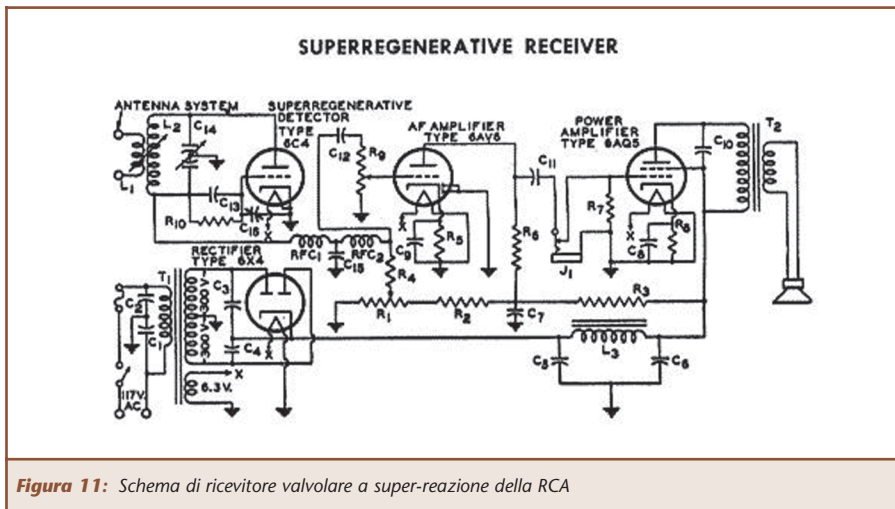 SUPERREGENERATIVE RECEIVER
ANTENNA SYSTEM
SUPERREGENERATIVE
DETECTOR
TYPE
6C4
AF AMPLIFIER
TYPE 6AV6
POWER
AMPLIFIER
TYPE 6AQ5
T2
L2
C14
L1
C13
R10
C16
X
C12
R9
C9
X
R5
C11
R6
R7
J1
X
C8
R8
C10
RFC1
C15
RFC2
R4
RECTIFIER
TYPE 6X4
T1
C2
C1
117V.
AC
300V
300V
C3
C4
X
6.3V.
X
R1
R2
C7
R3
L3
C5
C6
Figura 11: Schema di ricevitore valvolare a super-reazione della RCA